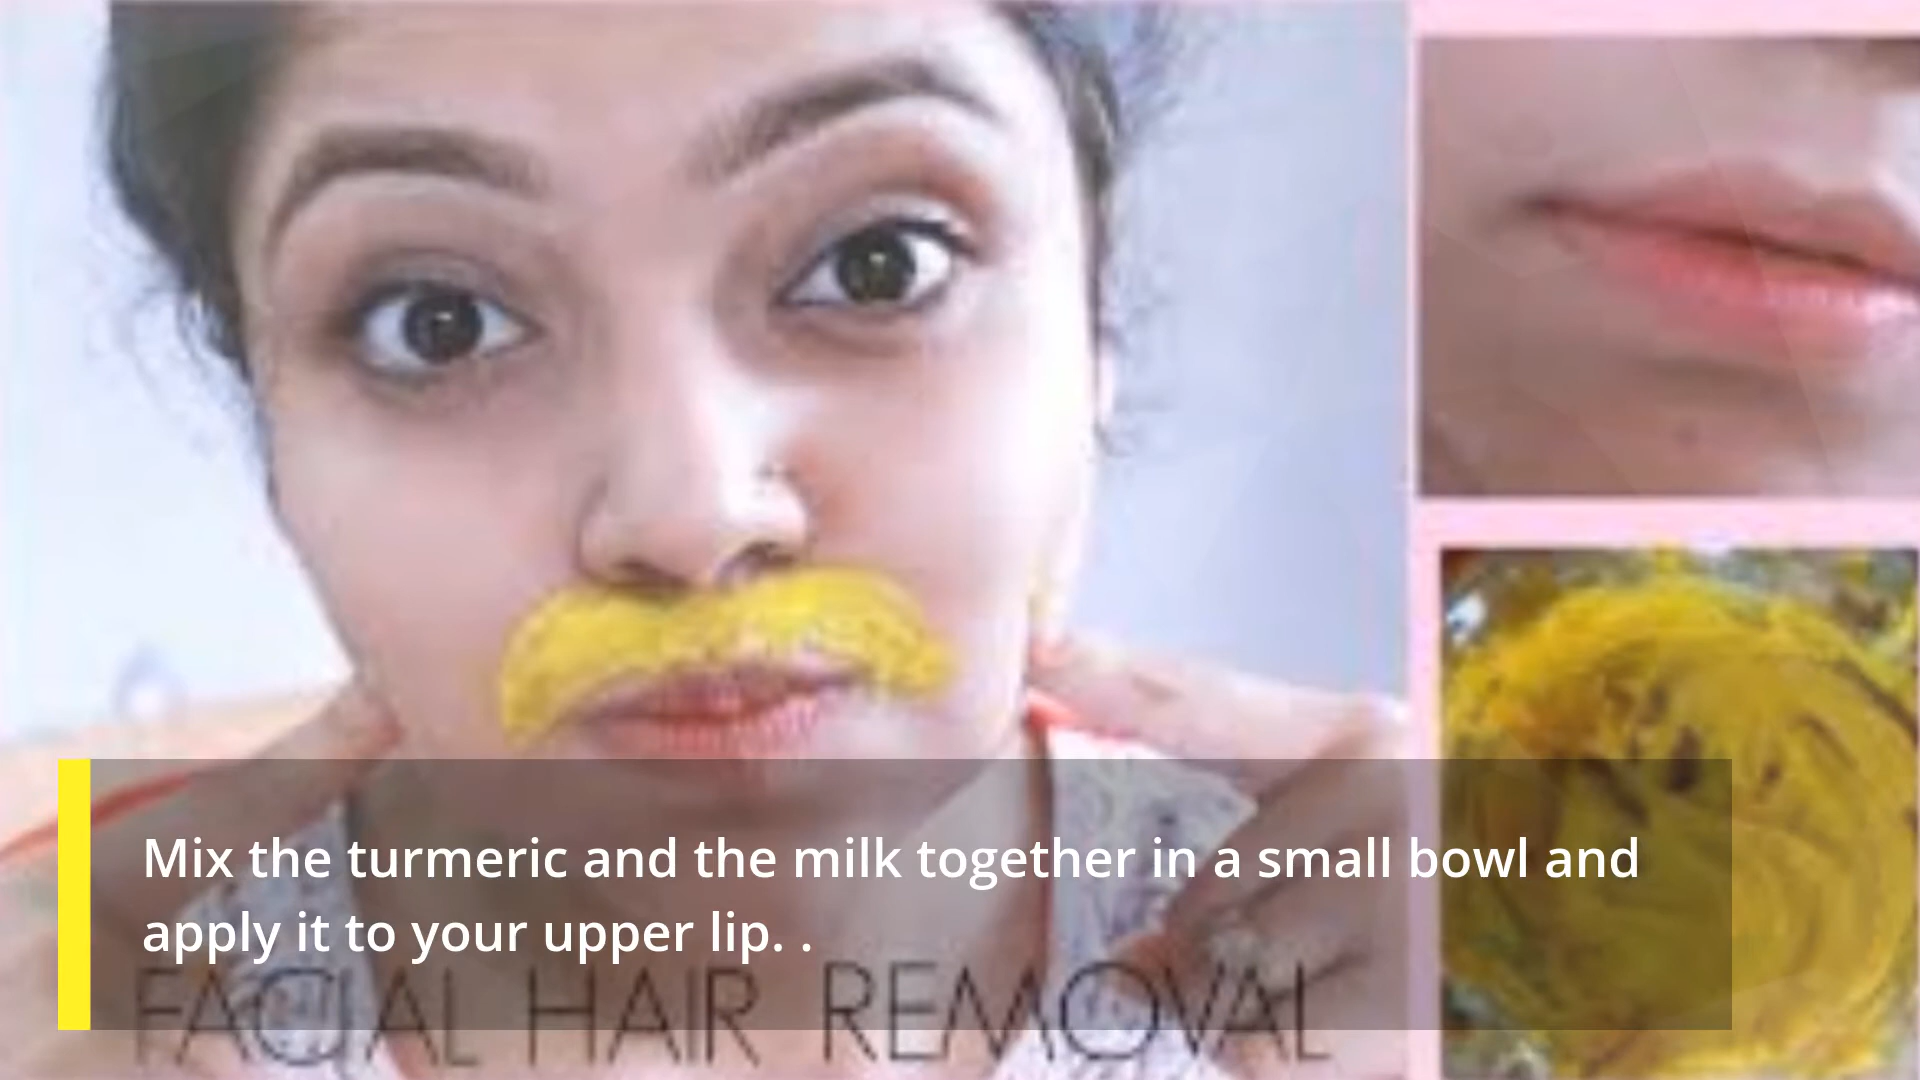 Mix the turmeric and the milk together in a small bowl and
apply it to your upper lip. .
FACIAL HAIR REMOVAL